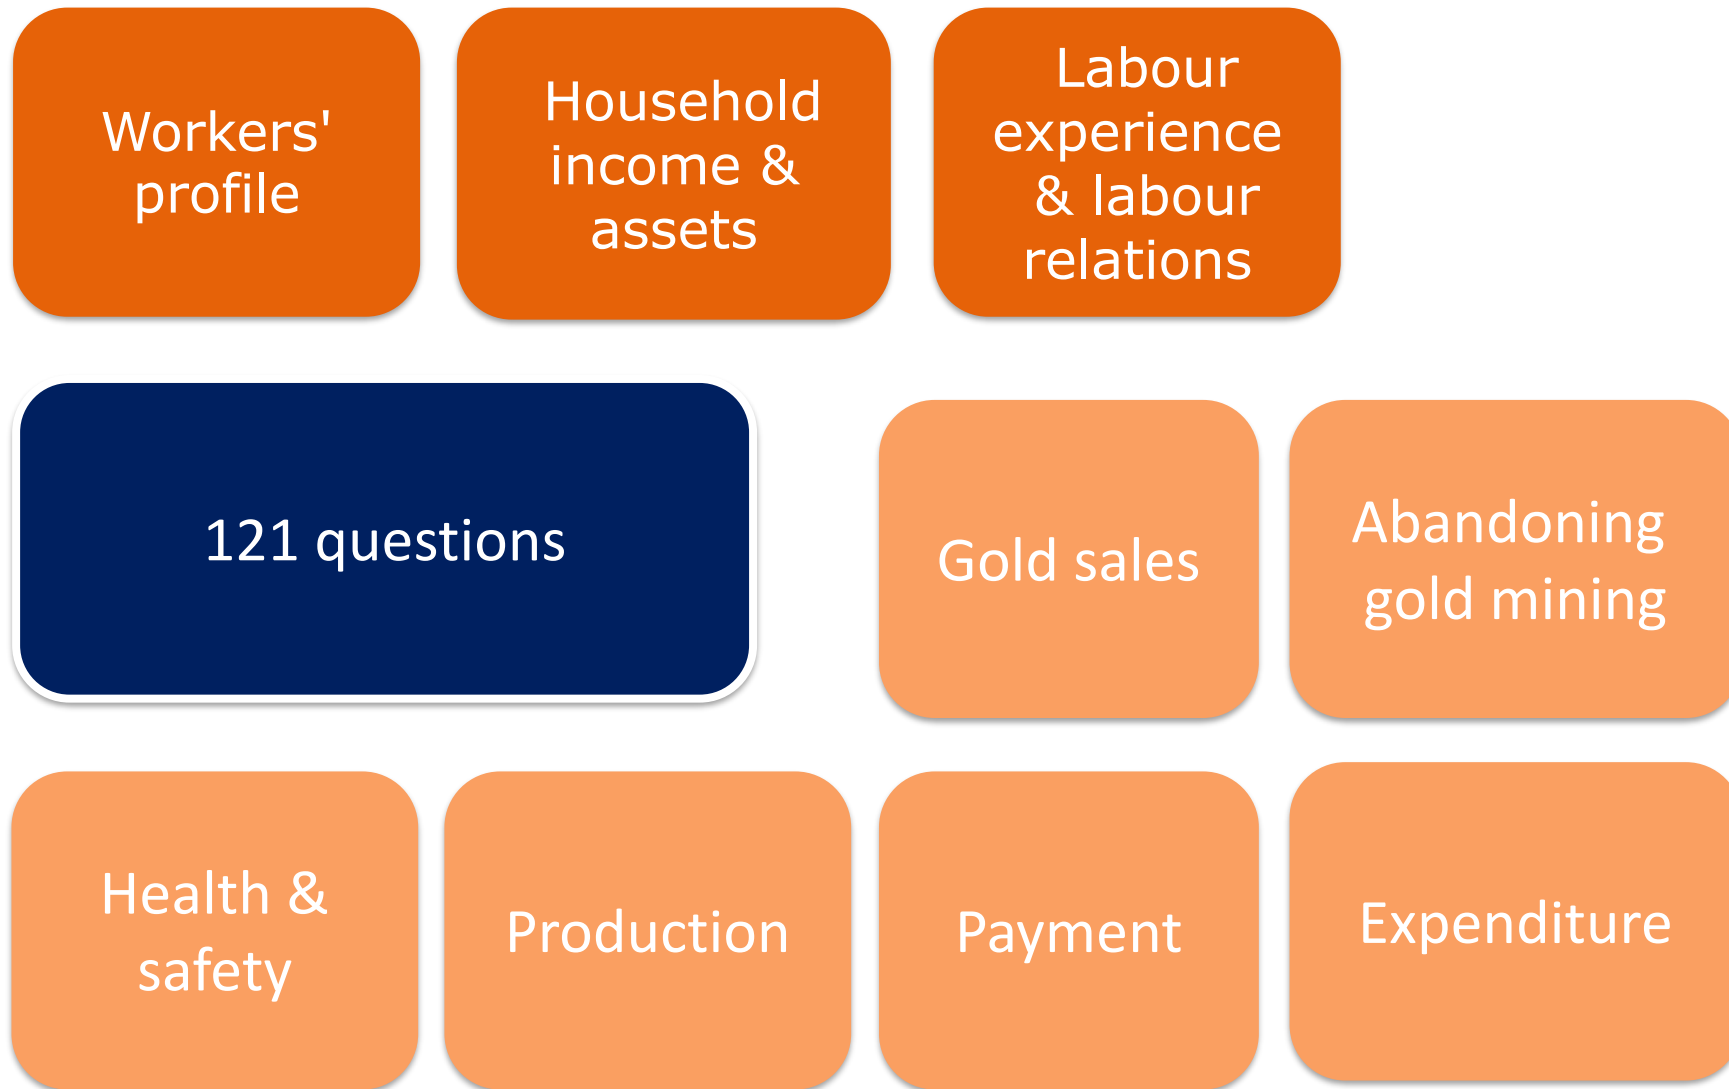 Workers'
profile
Household
income &
assets
Labour
experience
& labour
relations
121 questions
Gold sales
Abandoning
gold mining
Health &
safety
Production
Payment
Expenditure